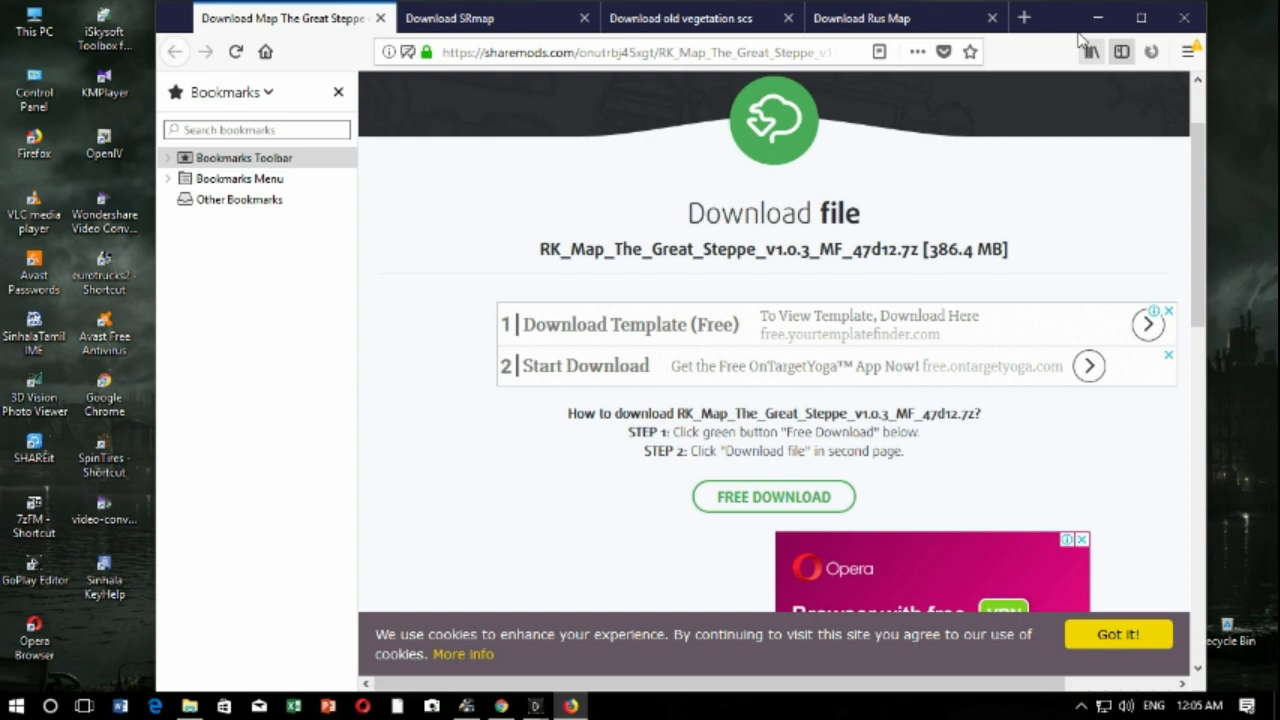 This PC
iSkysoft
Toolbox f...
Control
Panel
KMPlayer
Firefox
OpenIV
VLC media
player
Wondershare
Video Conv...
Avast
Passwords
eurotrucks2 -
Shortcut
SinhalaTamil
IME
Avast Free
Antivirus
3D Vision
Photo Viewer
Google
Chrome
SHAREit
SpinTires -
Shortcut
7zFM -
Shortcut
video-conv...
GoPlay Editor
Sinhala
KeyHelp
Opera
Browser
Download Map The Great Steppe
Download SRmap
Download old vegetation scs
Download Rus Map
https://sharemods.com/onutrbj45xgt/RK_Map_The_Great_Steppe_v1
Bookmarks
Search bookmarks
Bookmarks Toolbar
Bookmarks Menu
Other Bookmarks
Download file
RK_Map_The_Great_Steppe_v1.0.3_MF_47d12.7z [386.4 MB]
1 | Download Template (Free)
To View Template, Download Here
free.yourtemplatefinder.com
2 | Start Download
Get the Free OnTargetYoga™ App Now! free.ontargetyoga.com
How to download RK_Map_The_Great_Steppe_v1.0.3_MF_47d12.7z?
STEP 1: Click green button "Free Download" below.
STEP 2: Click "Download file" in second page.
FREE DOWNLOAD
Opera
Browser with free VPN
We use cookies to enhance your experience. By continuing to visit this site you agree to our use of
cookies. More info
Got it!
ecycle Bin
ENG 12:05 AM